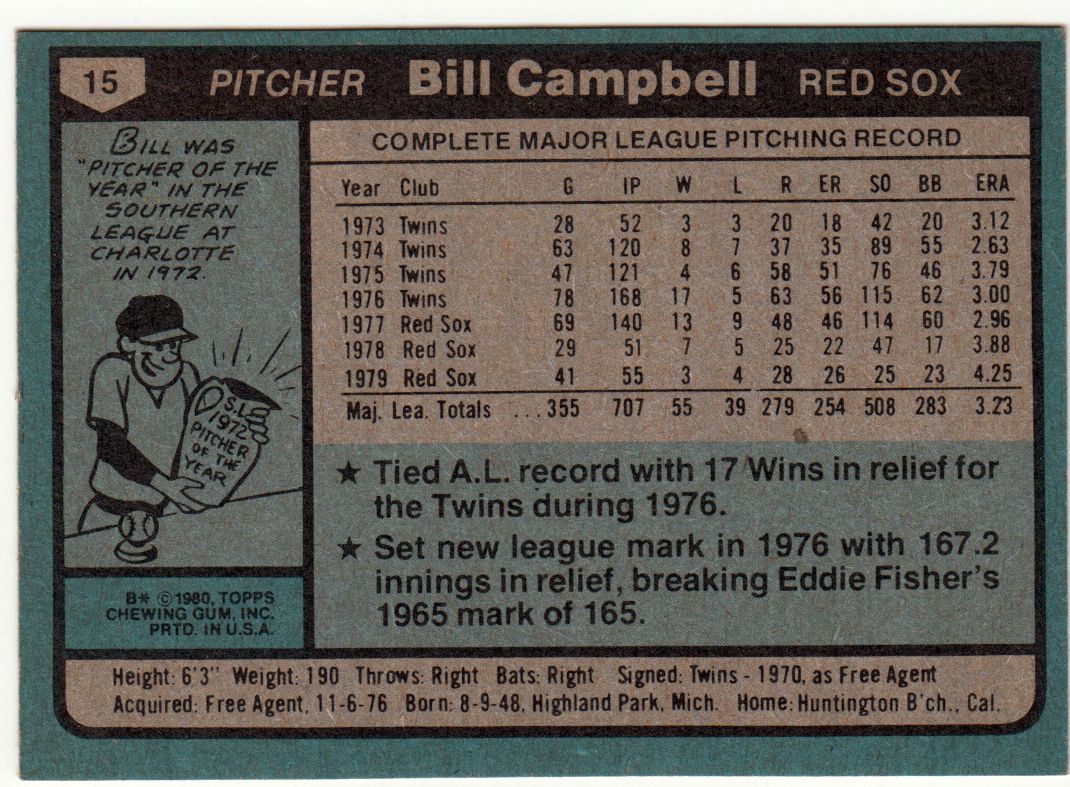 15 PITCHER Bill Campbell RED SOX
BILL WAS
"PITCHER OF THE
YEAR" IN THE
SOUTHERN
LEAGUE AT
CHARLOTTE
IN 1972.
S.L.
1972
PITCHER
OF THE
YEAR
B* ©1980, TOPPS
CHEWING GUM, INC.
PRTD. IN U.S.A.
COMPLETE MAJOR LEAGUE PITCHING RECORD
Year Club G IP W L R ER SO BB ERA
1973 Twins 28 52 3 3 20 18 42 20 3.12
1974 Twins 63 120 8 7 37 35 89 55 2.63
1975 Twins 47 121 4 6 58 51 76 46 3.79
1976 Twins 78 168 17 5 63 56 115 62 3.00
1977 Red Sox 69 140 13 9 48 46 114 60 2.96
1978 Red Sox 29 51 7 5 25 22 47 17 3.88
1979 Red Sox 41 55 3 4 28 26 25 23 4.25
Maj. Lea. Totals ...355 707 55 39 279 254 508 283 3.23
★ Tied A.L. record with 17 Wins in relief for
the Twins during 1976.
★ Set new league mark in 1976 with 167.2
innings in relief, breaking Eddie Fisher's
1965 mark of 165.
Height: 6'3" Weight: 190 Throws: Right Bats: Right Signed: Twins - 1970, as Free Agent
Acquired: Free Agent, 11-6-76 Born: 8-9-48, Highland Park, Mich. Home: Huntington B'ch., Cal.